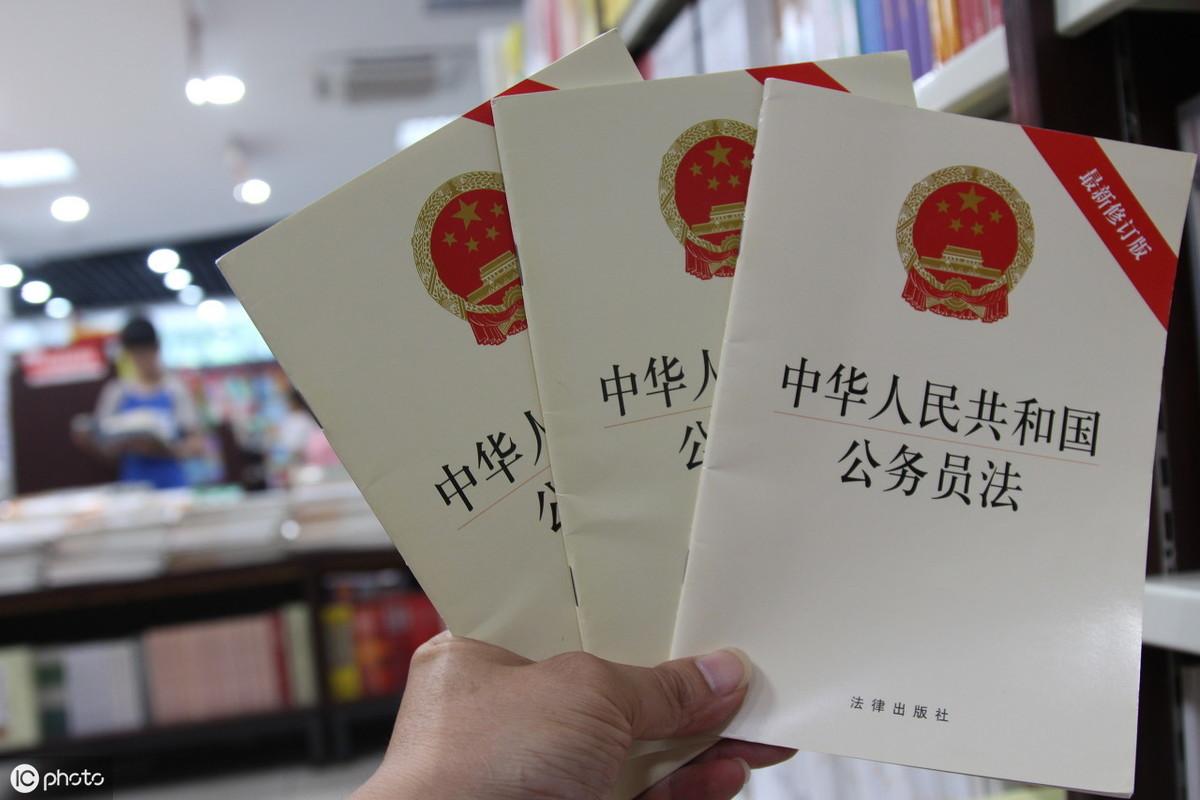 最新修订版
中华人民共和国
公务员法
法律出版社
中华人
公
中华人
公
IC photo